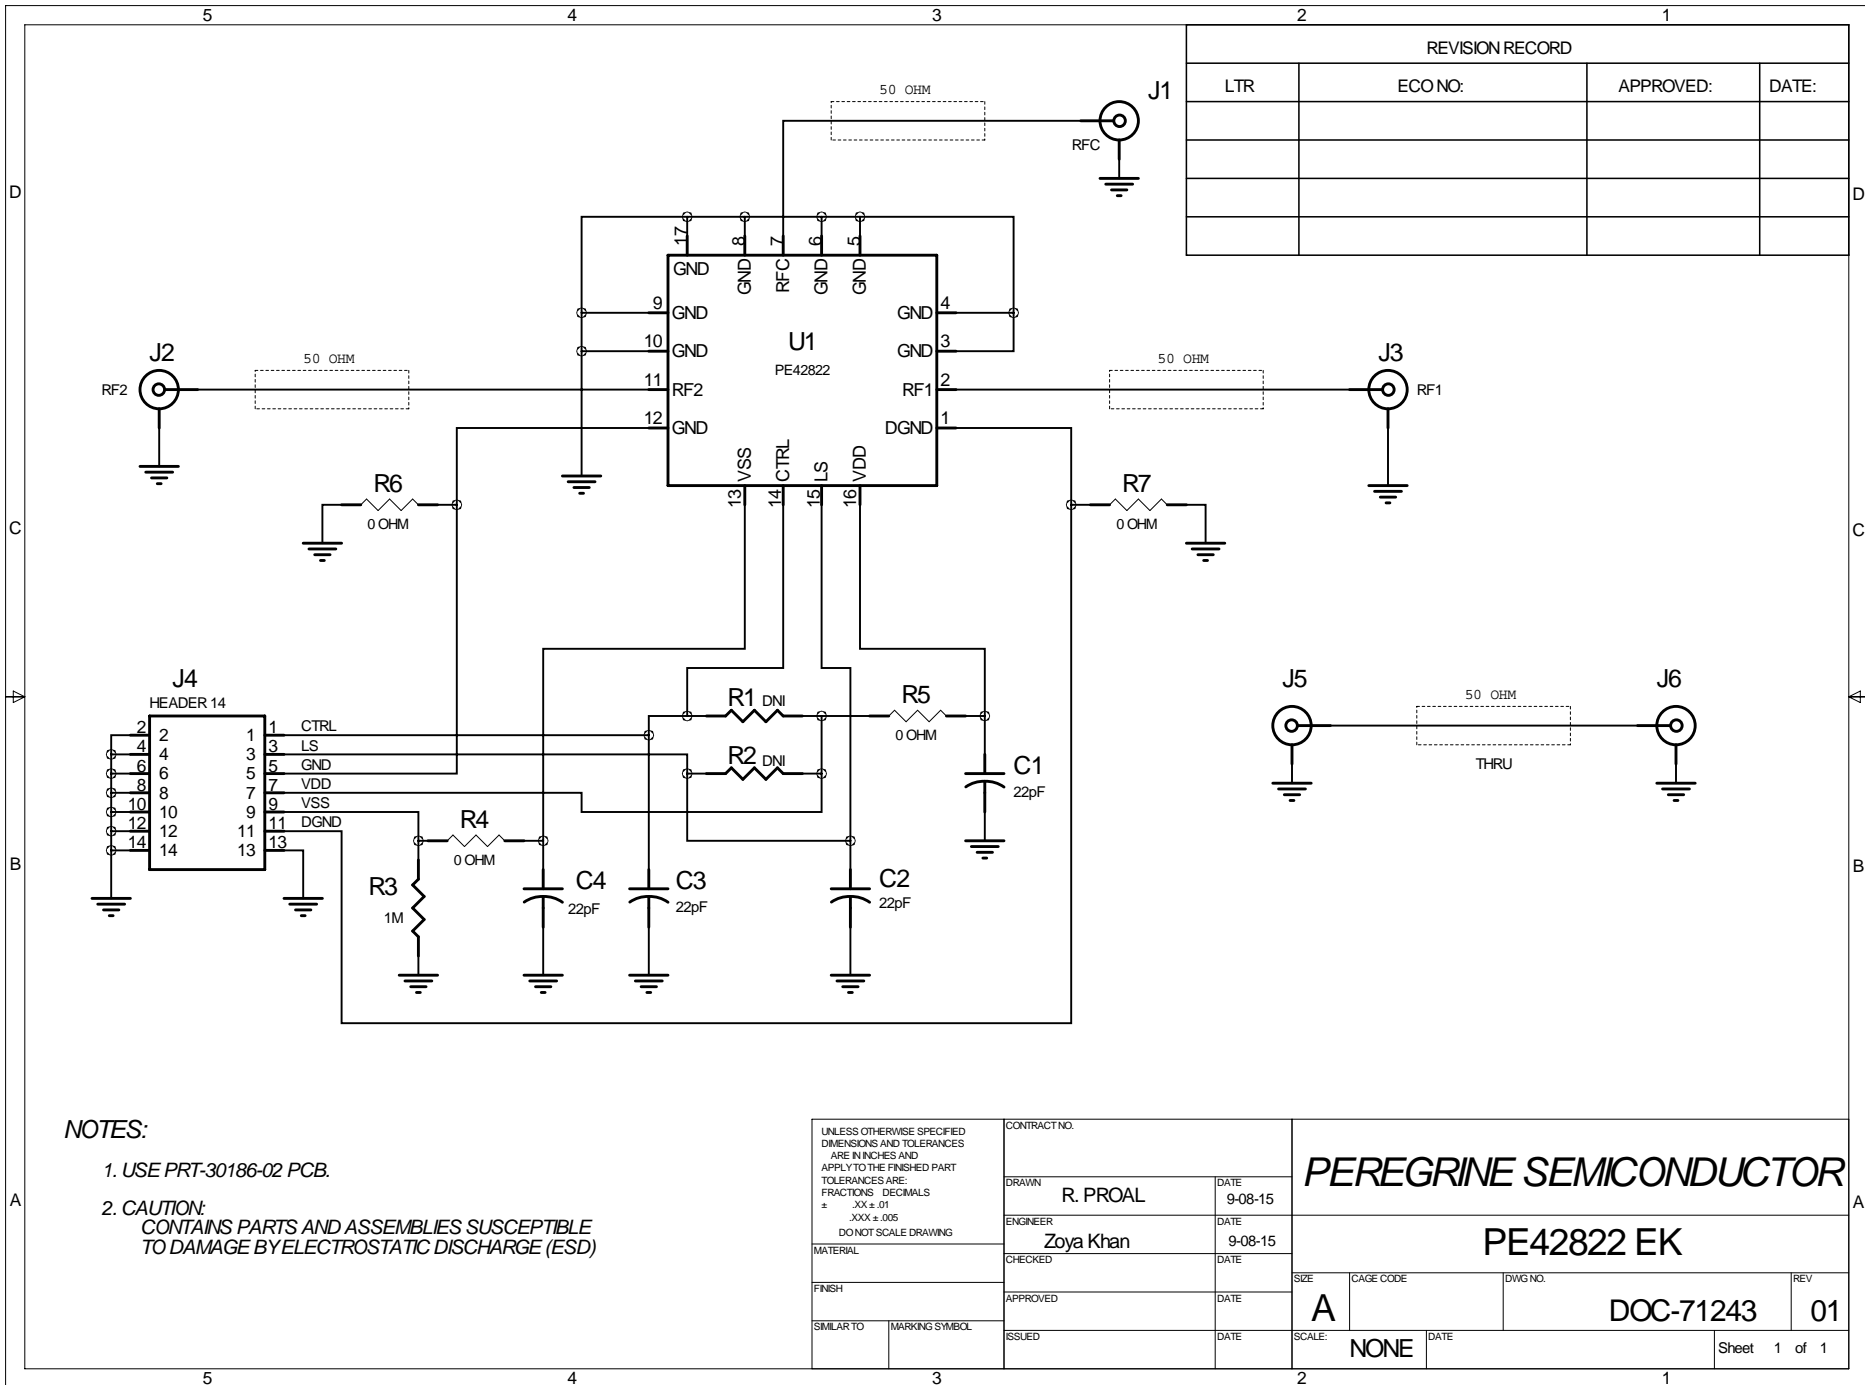 5 4 3 2 1
REVISION RECORD
LTR ECO NO: APPROVED: DATE:
D D
50 OHM
J1
RFC
17 8 7 6 5
GND GND RFC GND GND
9 GND GND 4
10 GND GND 3
U1
PE42822
11 RF2 RF1 2
12 GND DGND 1
VSS CTRL LS VDD
13 14 15 16
J2
RF2
50 OHM
50 OHM
J3
RF1
R6
0 OHM
R7
0 OHM
C C
J4
HEADER 14
2 2 1 1 CTRL
4 4 3 3 LS
6 6 5 5 GND
8 8 7 7 VDD
10 10 9 9 VSS
12 12 11 11 DGND
14 14 13 13
R1 DNI
R5
0 OHM
R2 DNI
C1
22pF
J5
50 OHM
J6
THRU
R4
0 OHM
B B
R3
1M
C4
22pF
C3
22pF
C2
22pF
NOTES:
1. USE PRT-30186-02 PCB.
2. CAUTION:
CONTAINS PARTS AND ASSEMBLIES SUSCEPTIBLE
TO DAMAGE BY ELECTROSTATIC DISCHARGE (ESD)
A A
UNLESS OTHERWISE SPECIFIED
DIMENSIONS AND TOLERANCES
ARE IN INCHES AND
APPLY TO THE FINISHED PART
TOLERANCES ARE:
FRACTIONS DECIMALS
± .XX ± .01
.XXX ± .005
DO NOT SCALE DRAWING
MATERIAL
FINISH
SIMILAR TO MARKING SYMBOL
CONTRACT NO.
DRAWN R. PROAL DATE 9-08-15
ENGINEER Zoya Khan DATE 9-08-15
CHECKED DATE
APPROVED DATE
ISSUED DATE
PEREGRINE SEMICONDUCTOR
PE42822 EK
SIZE A CAGE CODE DWG NO. DOC-71243 REV 01
SCALE: NONE DATE Sheet 1 of 1
5 4 3 2 1